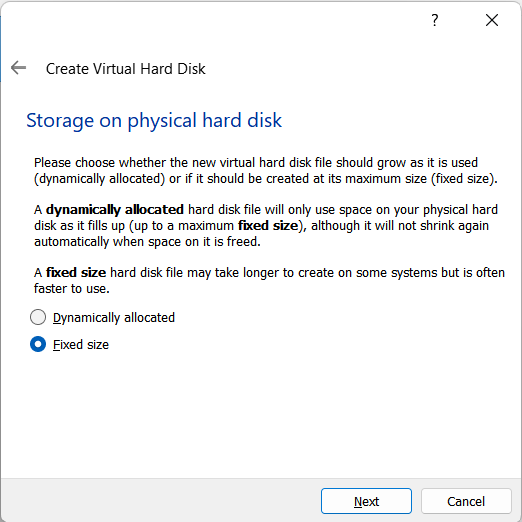 ?
Create Virtual Hard Disk
Storage on physical hard disk
Please choose whether the new virtual hard disk file should grow as it is used
(dynamically allocated) or if it should be created at its maximum size (fixed size).
A dynamically allocated hard disk file will only use space on your physical hard
disk as it fills up (up to a maximum fixed size), although it will not shrink again
automatically when space on it is freed.
A fixed size hard disk file may take longer to create on some systems but is often
faster to use.
Dynamically allocated
Fixed size
Next
Cancel